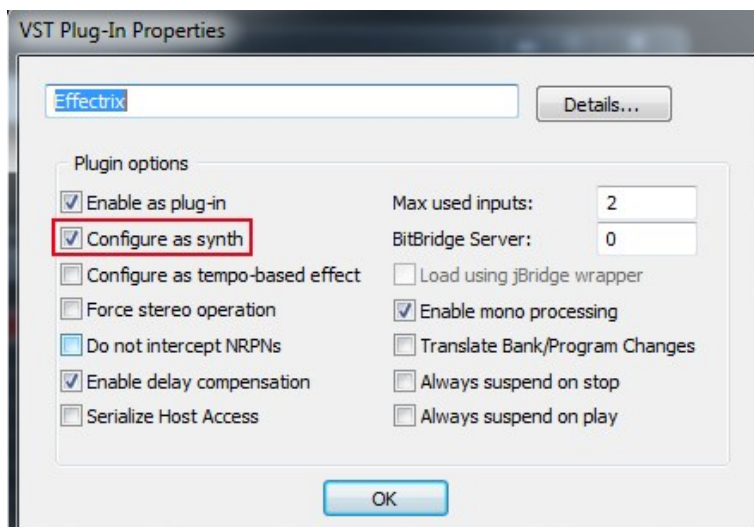 VST Plug-In Properties
Effectrix
Details...
Plugin options
Enable as plug-in
Max used inputs: 2
Configure as synth
BitBridge Server: 0
Configure as tempo-based effect
Load using jBridge wrapper
Force stereo operation
Enable mono processing
Do not intercept NRPNs
Translate Bank/Program Changes
Enable delay compensation
Always suspend on stop
Serialize Host Access
Always suspend on play
OK